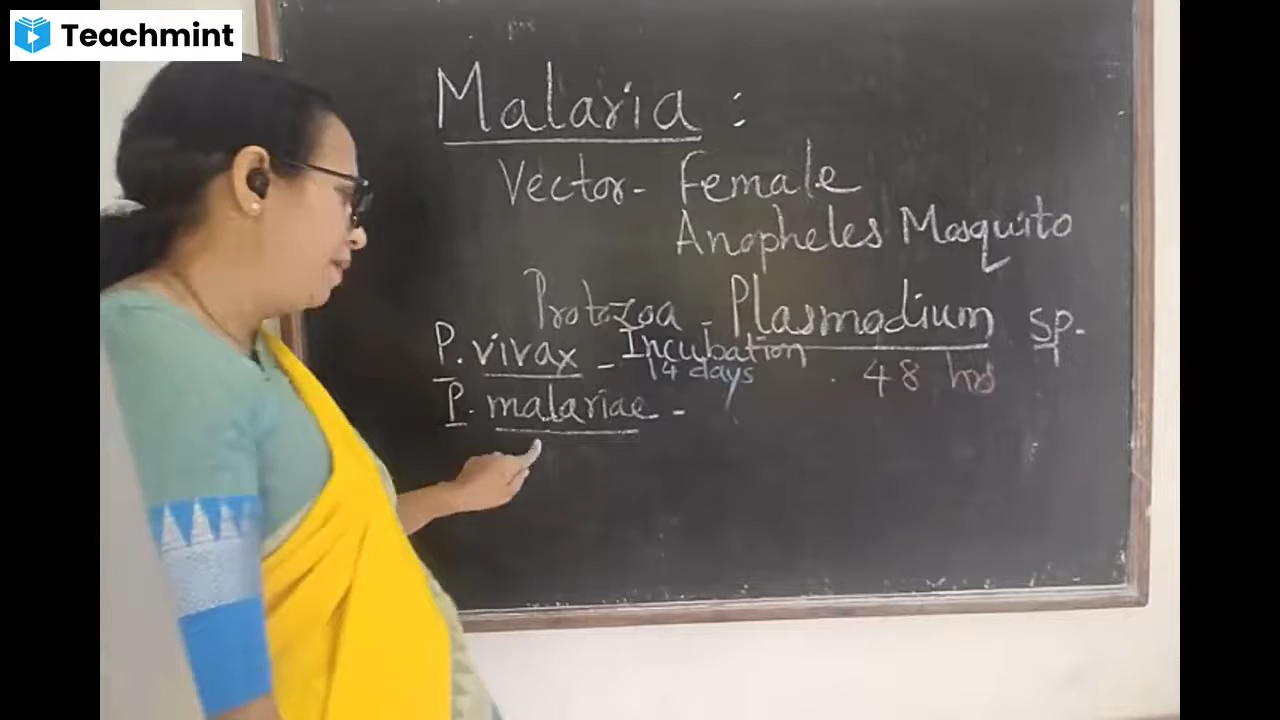 Teachmint
Malaria :
Vector- Female
Anopheles Mosquito
Protozoa - Plasmodium sp.
P. vivax - Incubation
14 days 48 hrs
P. malariae -